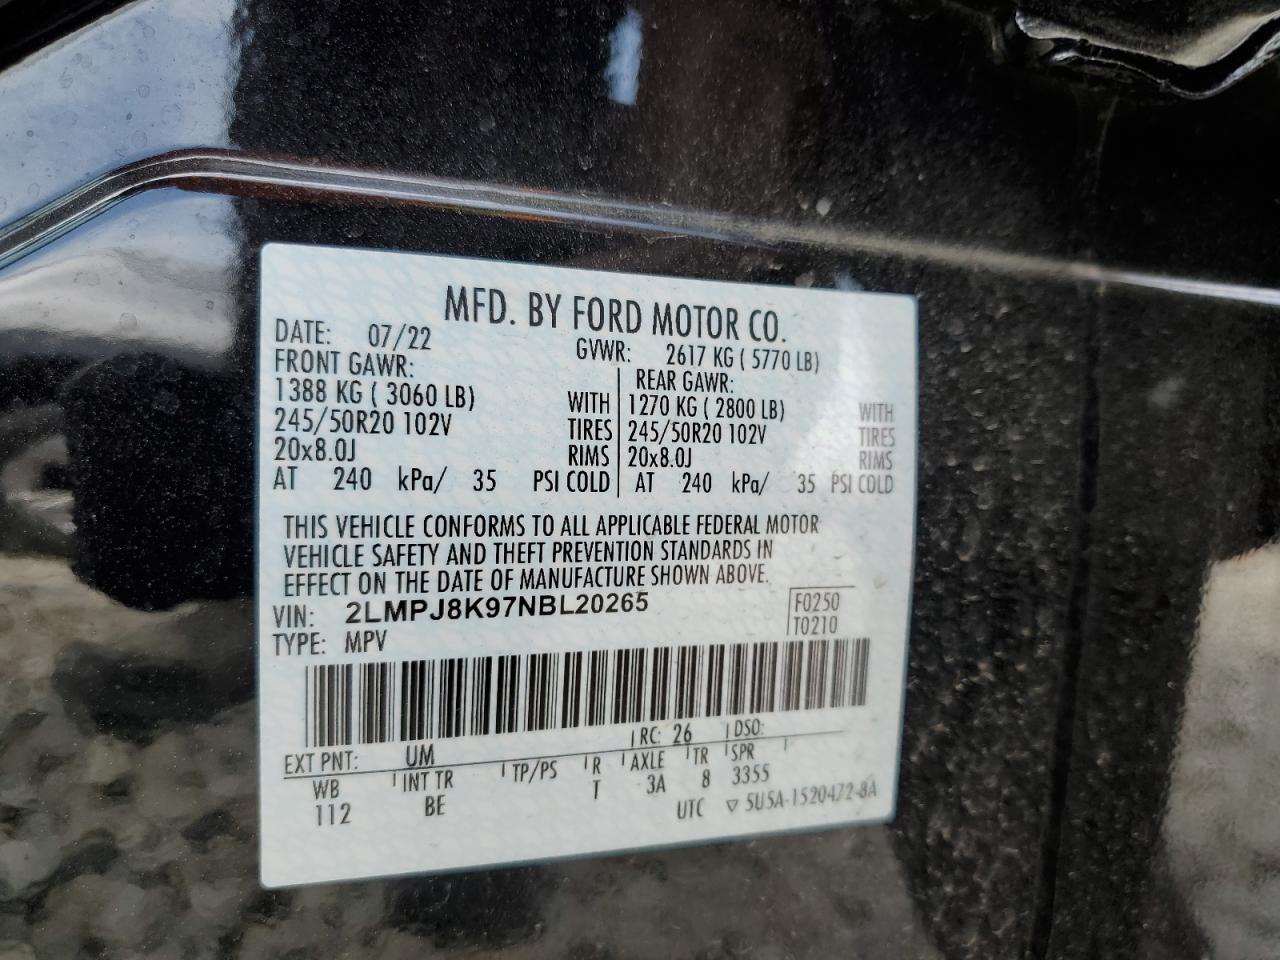 MFD. BY FORD MOTOR CO.
DATE: 07/22 GVWR: 2617 KG ( 5770 LB)
FRONT GAWR: REAR GAWR:
1388 KG ( 3060 LB) WITH 1270 KG ( 2800 LB) WITH
245/50R20 102V TIRES 245/50R20 102V TIRES
20x8.0J RIMS 20x8.0J RIMS
AT 240 kPa/ 35 PSI COLD AT 240 kPa/ 35 PSI COLD
THIS VEHICLE CONFORMS TO ALL APPLICABLE FEDERAL MOTOR
VEHICLE SAFETY AND THEFT PREVENTION STANDARDS IN
EFFECT ON THE DATE OF MANUFACTURE SHOWN ABOVE.
VIN: 2LMPJ8K97NBL20265 F0250
TYPE: MPV T0210
EXT PNT: UM RC: 26 DSO:
WB INT TR TP/PS R AXLE TR SPR
112 BE T 3A 8 3355
UTC ▽ 5U5A-1520472-8A